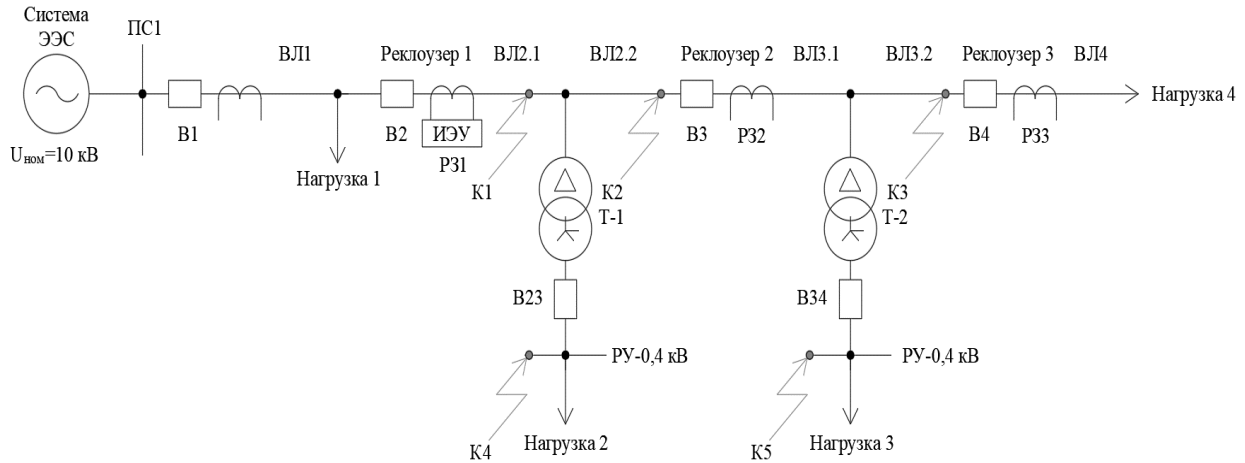 Система
ЭЭС
ПС1
ВЛ1
Реклоузер 1
ВЛ2.1
ВЛ2.2
Реклоузер 2
ВЛ3.1
ВЛ3.2
Реклоузер 3
ВЛ4
Нагрузка 4
В1
В2
ИЭУ
РЗ1
В3
РЗ2
В4
РЗ3
Uном=10 кВ
Нагрузка 1
К1
К2
К3
Т-1
Т-2
В23
В34
РУ-0,4 кВ
РУ-0,4 кВ
К4
Нагрузка 2
К5
Нагрузка 3